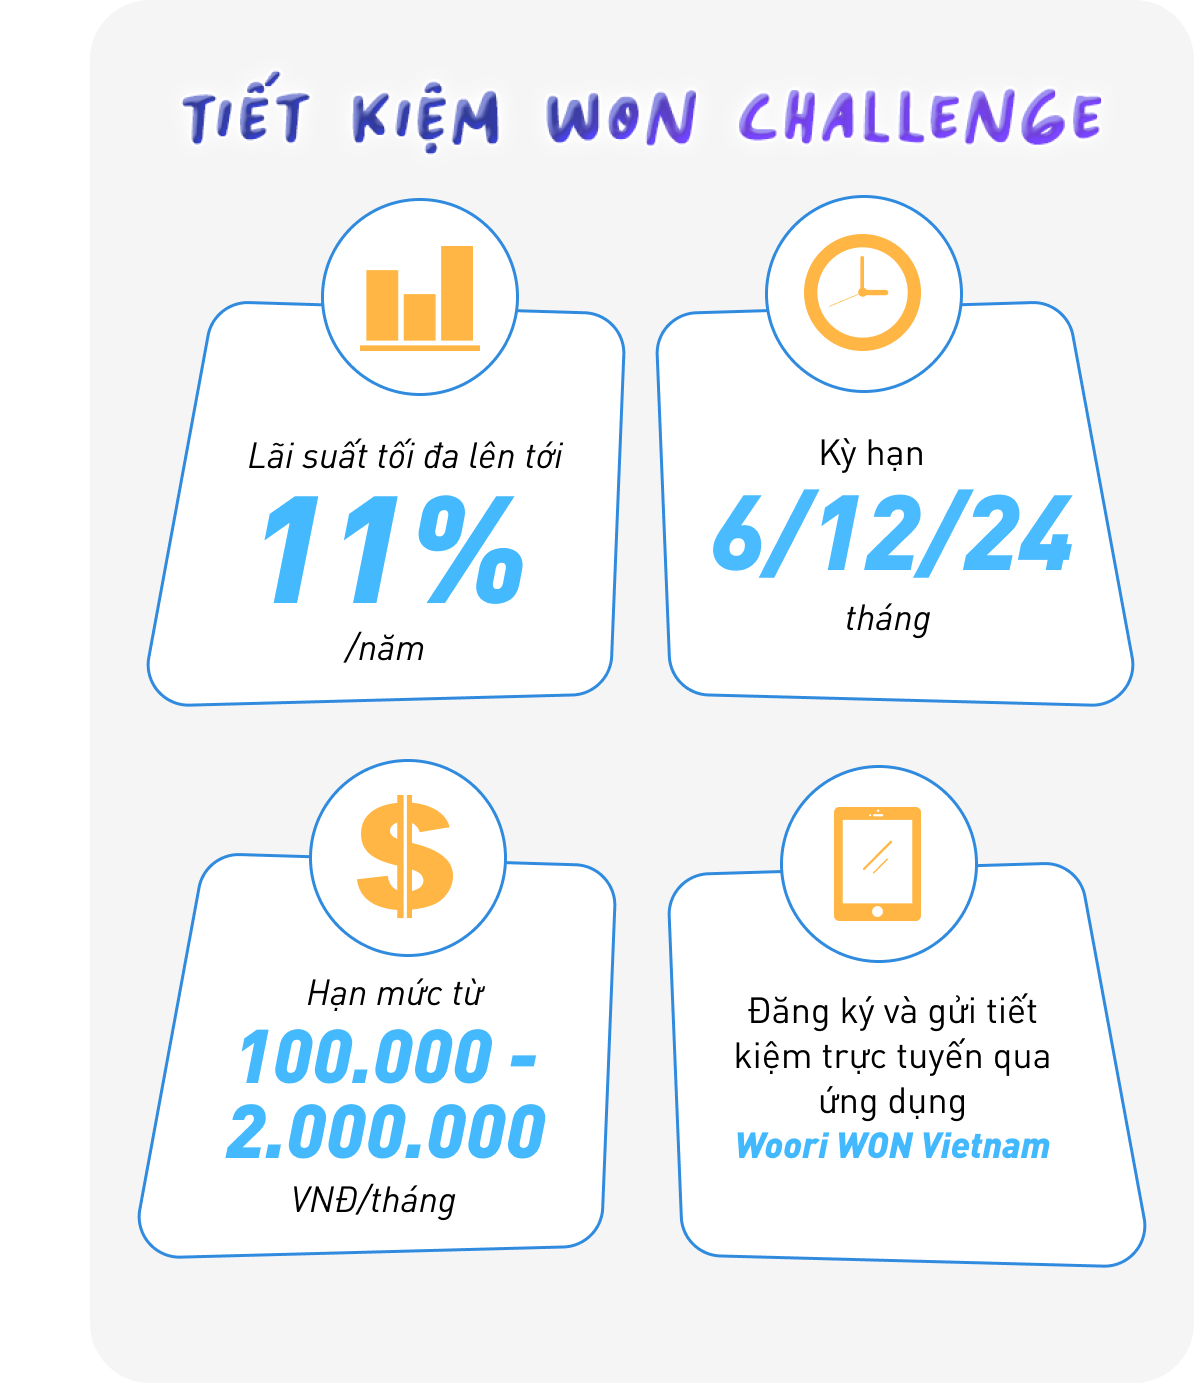 TIẾT KIỆM WON CHALLENGE
Lãi suất tối đa lên tới
11%
/năm
Kỳ hạn
6/12/24
tháng
Hạn mức từ
100.000 -
2.000.000
VNĐ/tháng
Đăng ký và gửi tiết
kiệm trực tuyến qua
ứng dụng
Woori WON Vietnam